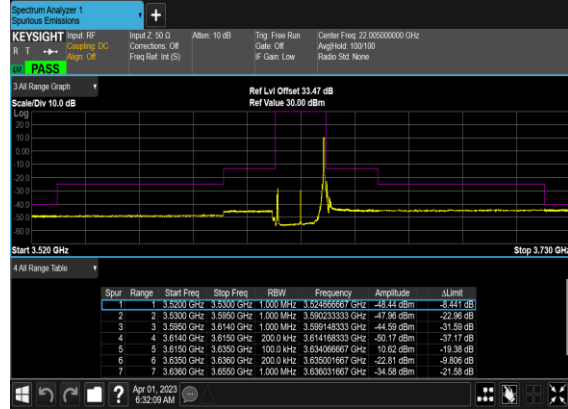 Spectrum Analyzer 1
Spurious Emissions
+
KEYSIGHT Input: RF Input Z: 50 Ω Atten: 10 dB Trig: Free Run Center Freq: 22.005000000 GHz
R T Coupling: DC Corrections: Off Gate: Off Avg|Hold: 100/100
Align: Off Freq Ref: Int (S) IF Gain: Low Radio Std: None
PASS
3 All Range Graph
Ref Lvl Offset 33.47 dB
Scale/Div 10.0 dB Ref Value 30.00 dBm
Log
20.0
10.0
0.00
-10.0
-20.0
-30.0
-40.0
-50.0
-60.0
Start 3.520 GHz Stop 3.730 GHz
4 All Range Table
Spur Range Start Freq Stop Freq RBW Frequency Amplitude ΔLimit
1 1 3.5200 GHz 3.5300 GHz 1.000 MHz 3.524666667 GHz -48.44 dBm -8.441 dB
2 2 3.5300 GHz 3.5950 GHz 1.000 MHz 3.590233333 GHz -47.96 dBm -22.96 dB
3 3 3.5950 GHz 3.6140 GHz 1.000 MHz 3.599148333 GHz -44.59 dBm -31.59 dB
4 4 3.6140 GHz 3.6150 GHz 200.0 kHz 3.614168333 GHz -50.17 dBm -37.17 dB
5 5 3.6150 GHz 3.6350 GHz 100.0 kHz 3.634066667 GHz 10.62 dBm -19.38 dB
6 6 3.6350 GHz 3.6360 GHz 200.0 kHz 3.635001667 GHz -22.81 dBm -9.806 dB
7 7 3.6360 GHz 3.6550 GHz 1.000 MHz 3.636031667 GHz -34.58 dBm -21.58 dB
? Apr 01, 2023
6:32:09 AM